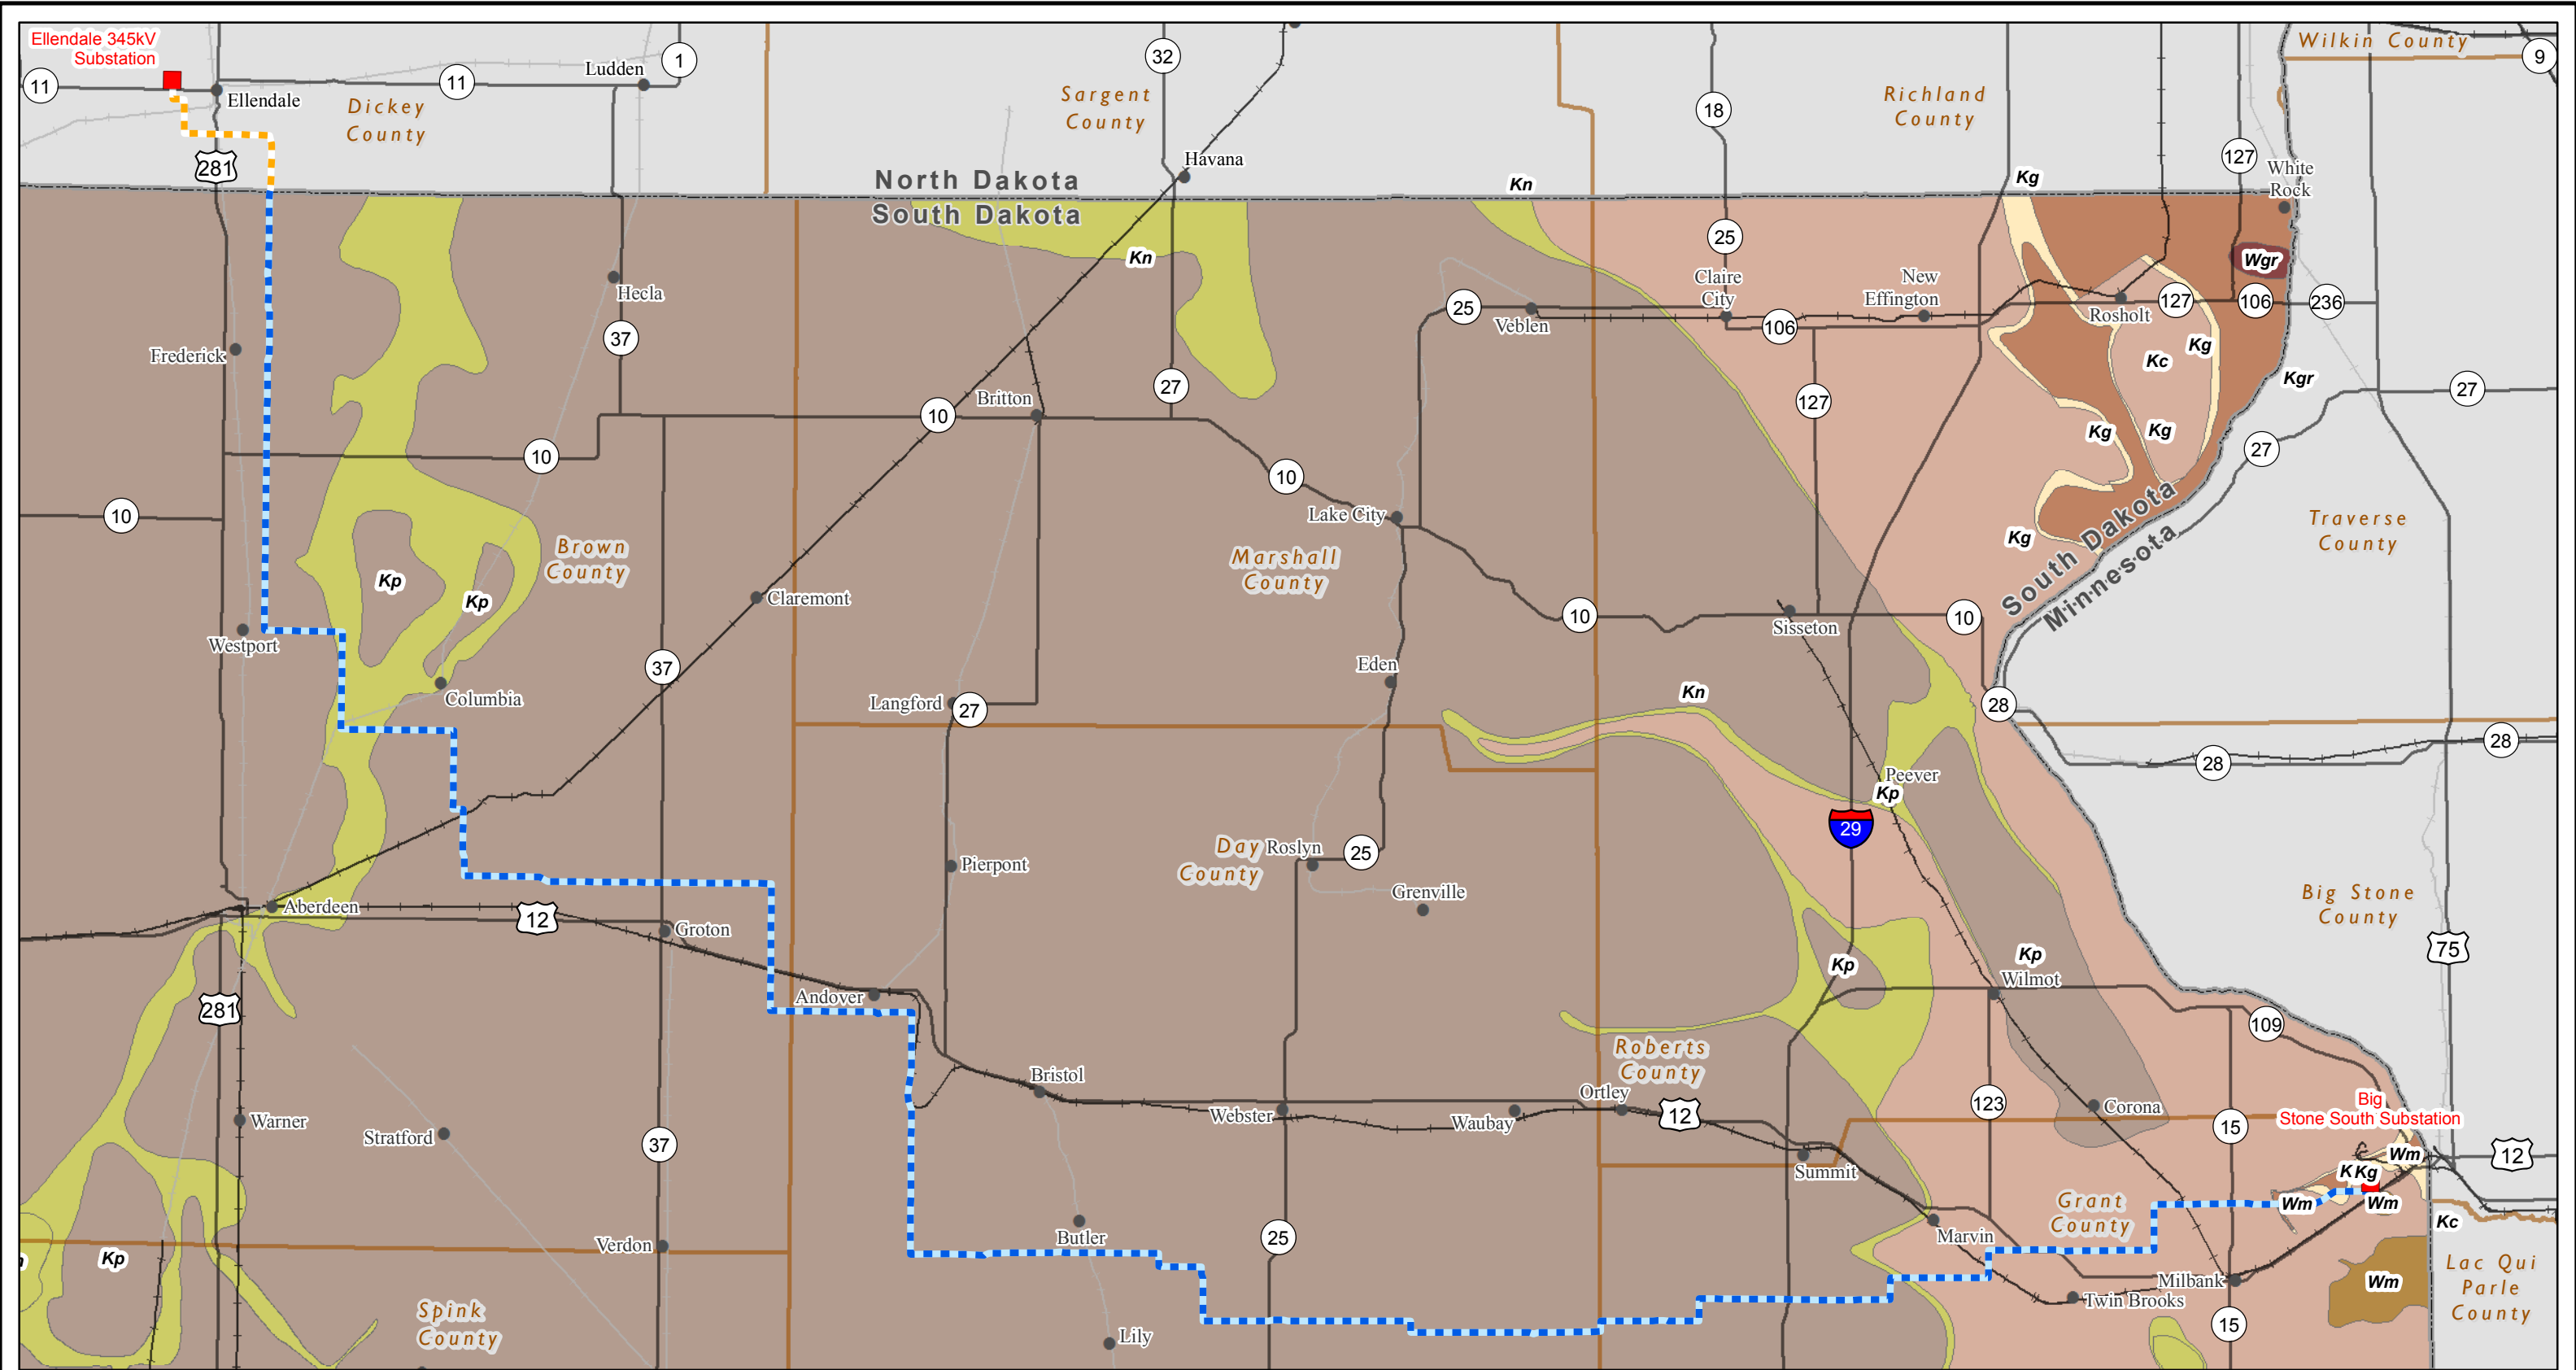 Ellendale 345kV
Substation
11
Ellendale
11
Ludden
1
Dickey
County
281
32
Sargent
County
Havana
18
Richland
County
127
White
Rock
Wilkin County
9
North Dakota
South Dakota
Kn
Kg
Kn
25
Wgr
Hecla
37
Frederick
Claire
City
New
Effington
25
Veblen
106
Rosholt
127
106
236
Kg
Kc
Kgr
27
Britton
10
27
127
Kg
Kg
27
10
10
10
Lake City
South Dakota
Minnesota
Kg
Traverse
County
Brown
County
Kp
Kp
Marshall
County
Claremont
10
Sisseton
10
Westport
37
Columbia
Langford
27
Eden
Kn
28
28
28
Peever
Kp
29
Day
County
Roslyn
25
Grenville
Pierpont
Big Stone
County
Aberdeen
12
Groton
75
281
Andover
Kp
Kp
Wilmot
109
Roberts
County
Bristol
Ortley
12
Webster
Waubay
123
Corona
Warner
Stratford
37
15
Big
Stone South Substation
12
Summit
Wm
K
Kg
Wm
Wm
Kc
Grant
County
Marvin
25
Butler
Verdon
Kp
Spink
County
Lily
Milbank
Twin Brooks
15
Wm
Lac Qui
Parle
County